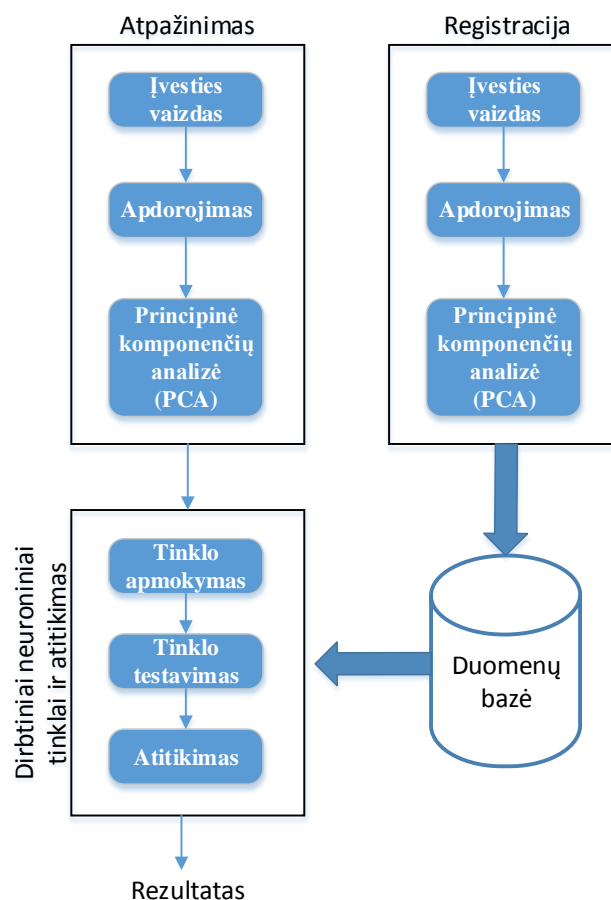 Atpažinimas
Įvesties
vaizdas
Apdorojimas
Principinė
komponenčių
analizė
(PCA)
Registracija
Įvesties
vaizdas
Apdorojimas
Principinė
komponenčių
analizė
(PCA)
Dirbtiniai neuroniniai
tinklai ir atitikimas
Tinklo
apmokymas
Tinklo
testavimas
Atitikimas
Duomenų
bazė
Rezultatas